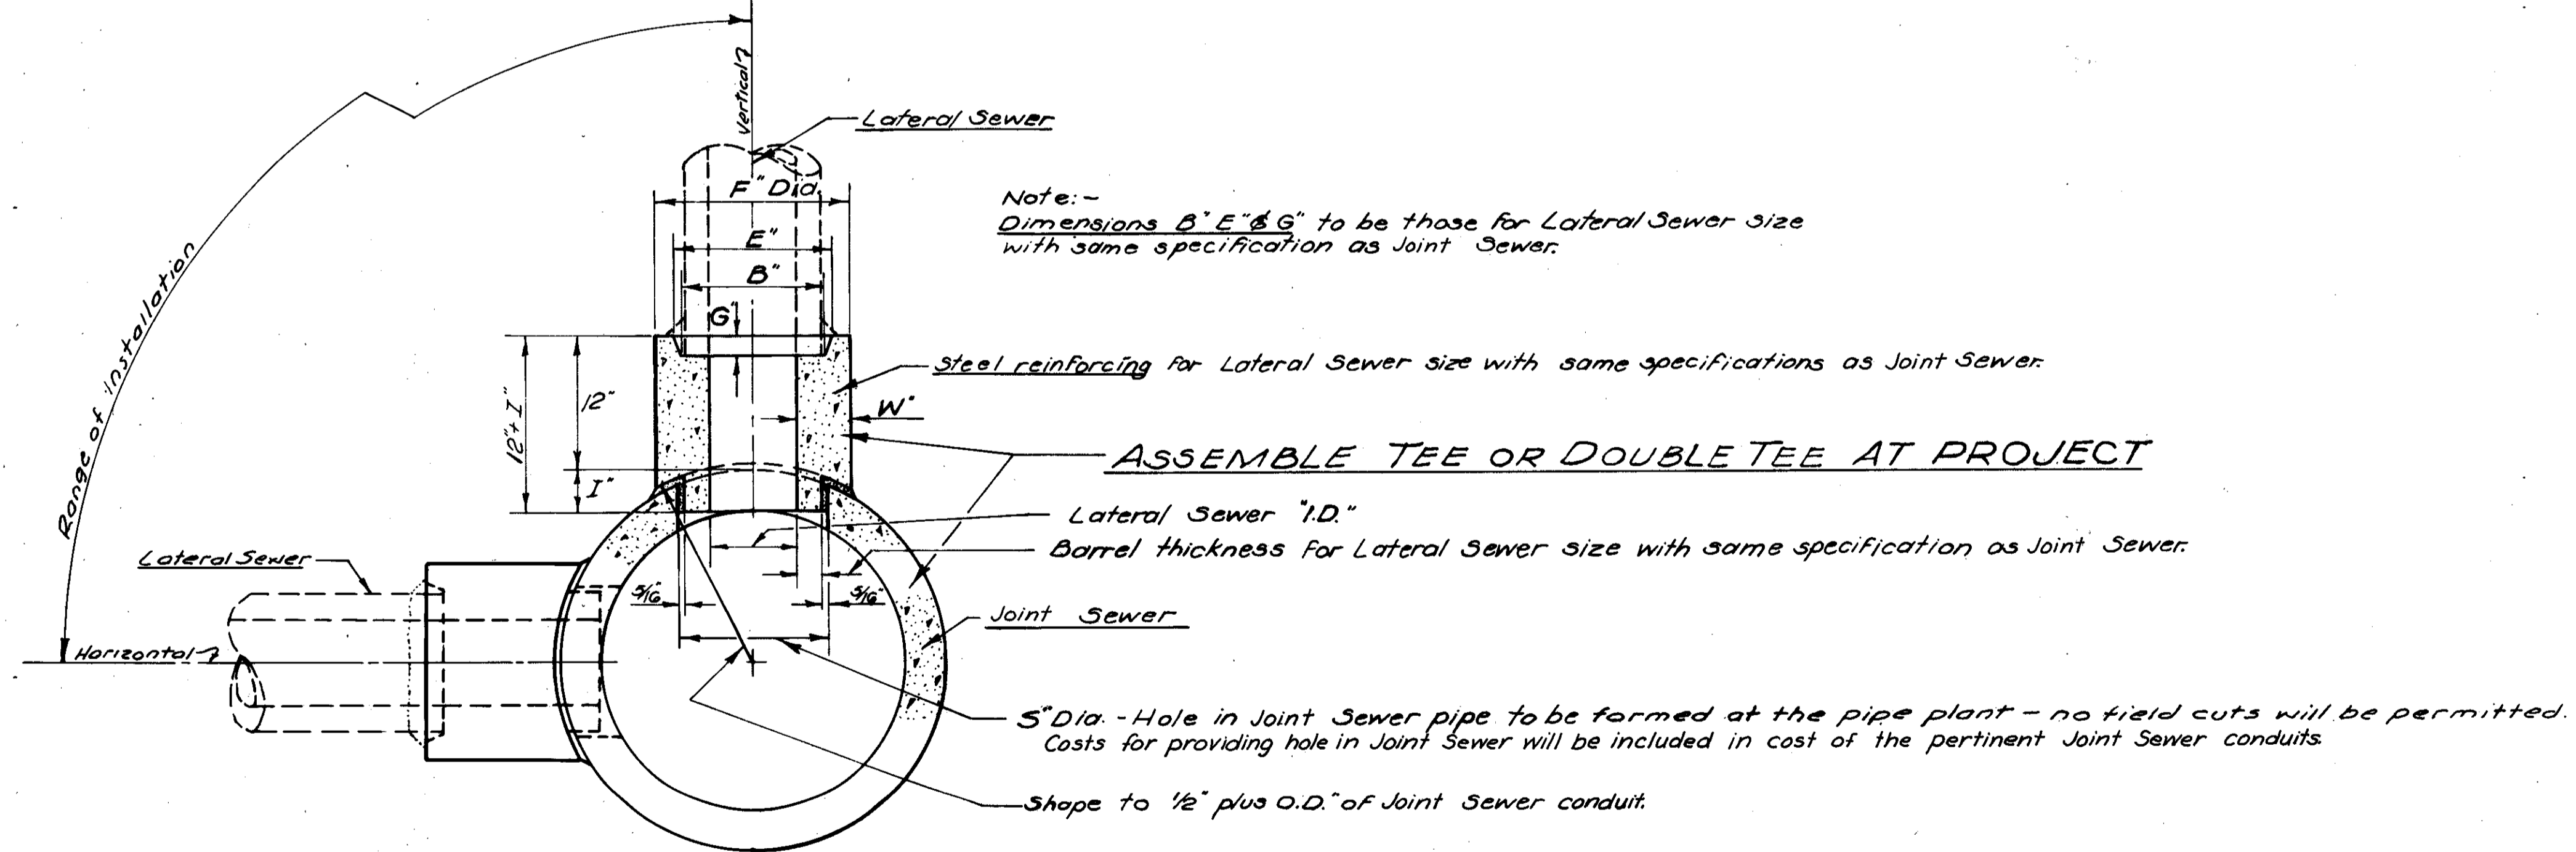 Vertical
Lateral Sewer
F" Dia.
Note:-
Dimensions B" E" & G" to be those for Lateral Sewer size
with same specification as Joint Sewer.
E"
B"
G"
Range of installation
Steel reinforcing for Lateral Sewer size with same specifications as Joint Sewer.
12"+I"
12"
W"
ASSEMBLE TEE OR DOUBLE TEE AT PROJECT
I"
Lateral Sewer "I.D."
Barrel thickness for Lateral Sewer size with same specification as Joint Sewer.
Lateral Sewer
5/16"
5/16"
Joint Sewer
Horizontal
S" Dia. - Hole in Joint Sewer pipe to be formed at the pipe plant - no field cuts will be permitted.
Costs for providing hole in Joint Sewer will be included in cost of the pertinent Joint Sewer conduits.
Shape to 1/2" plus O.D." of Joint Sewer conduit.